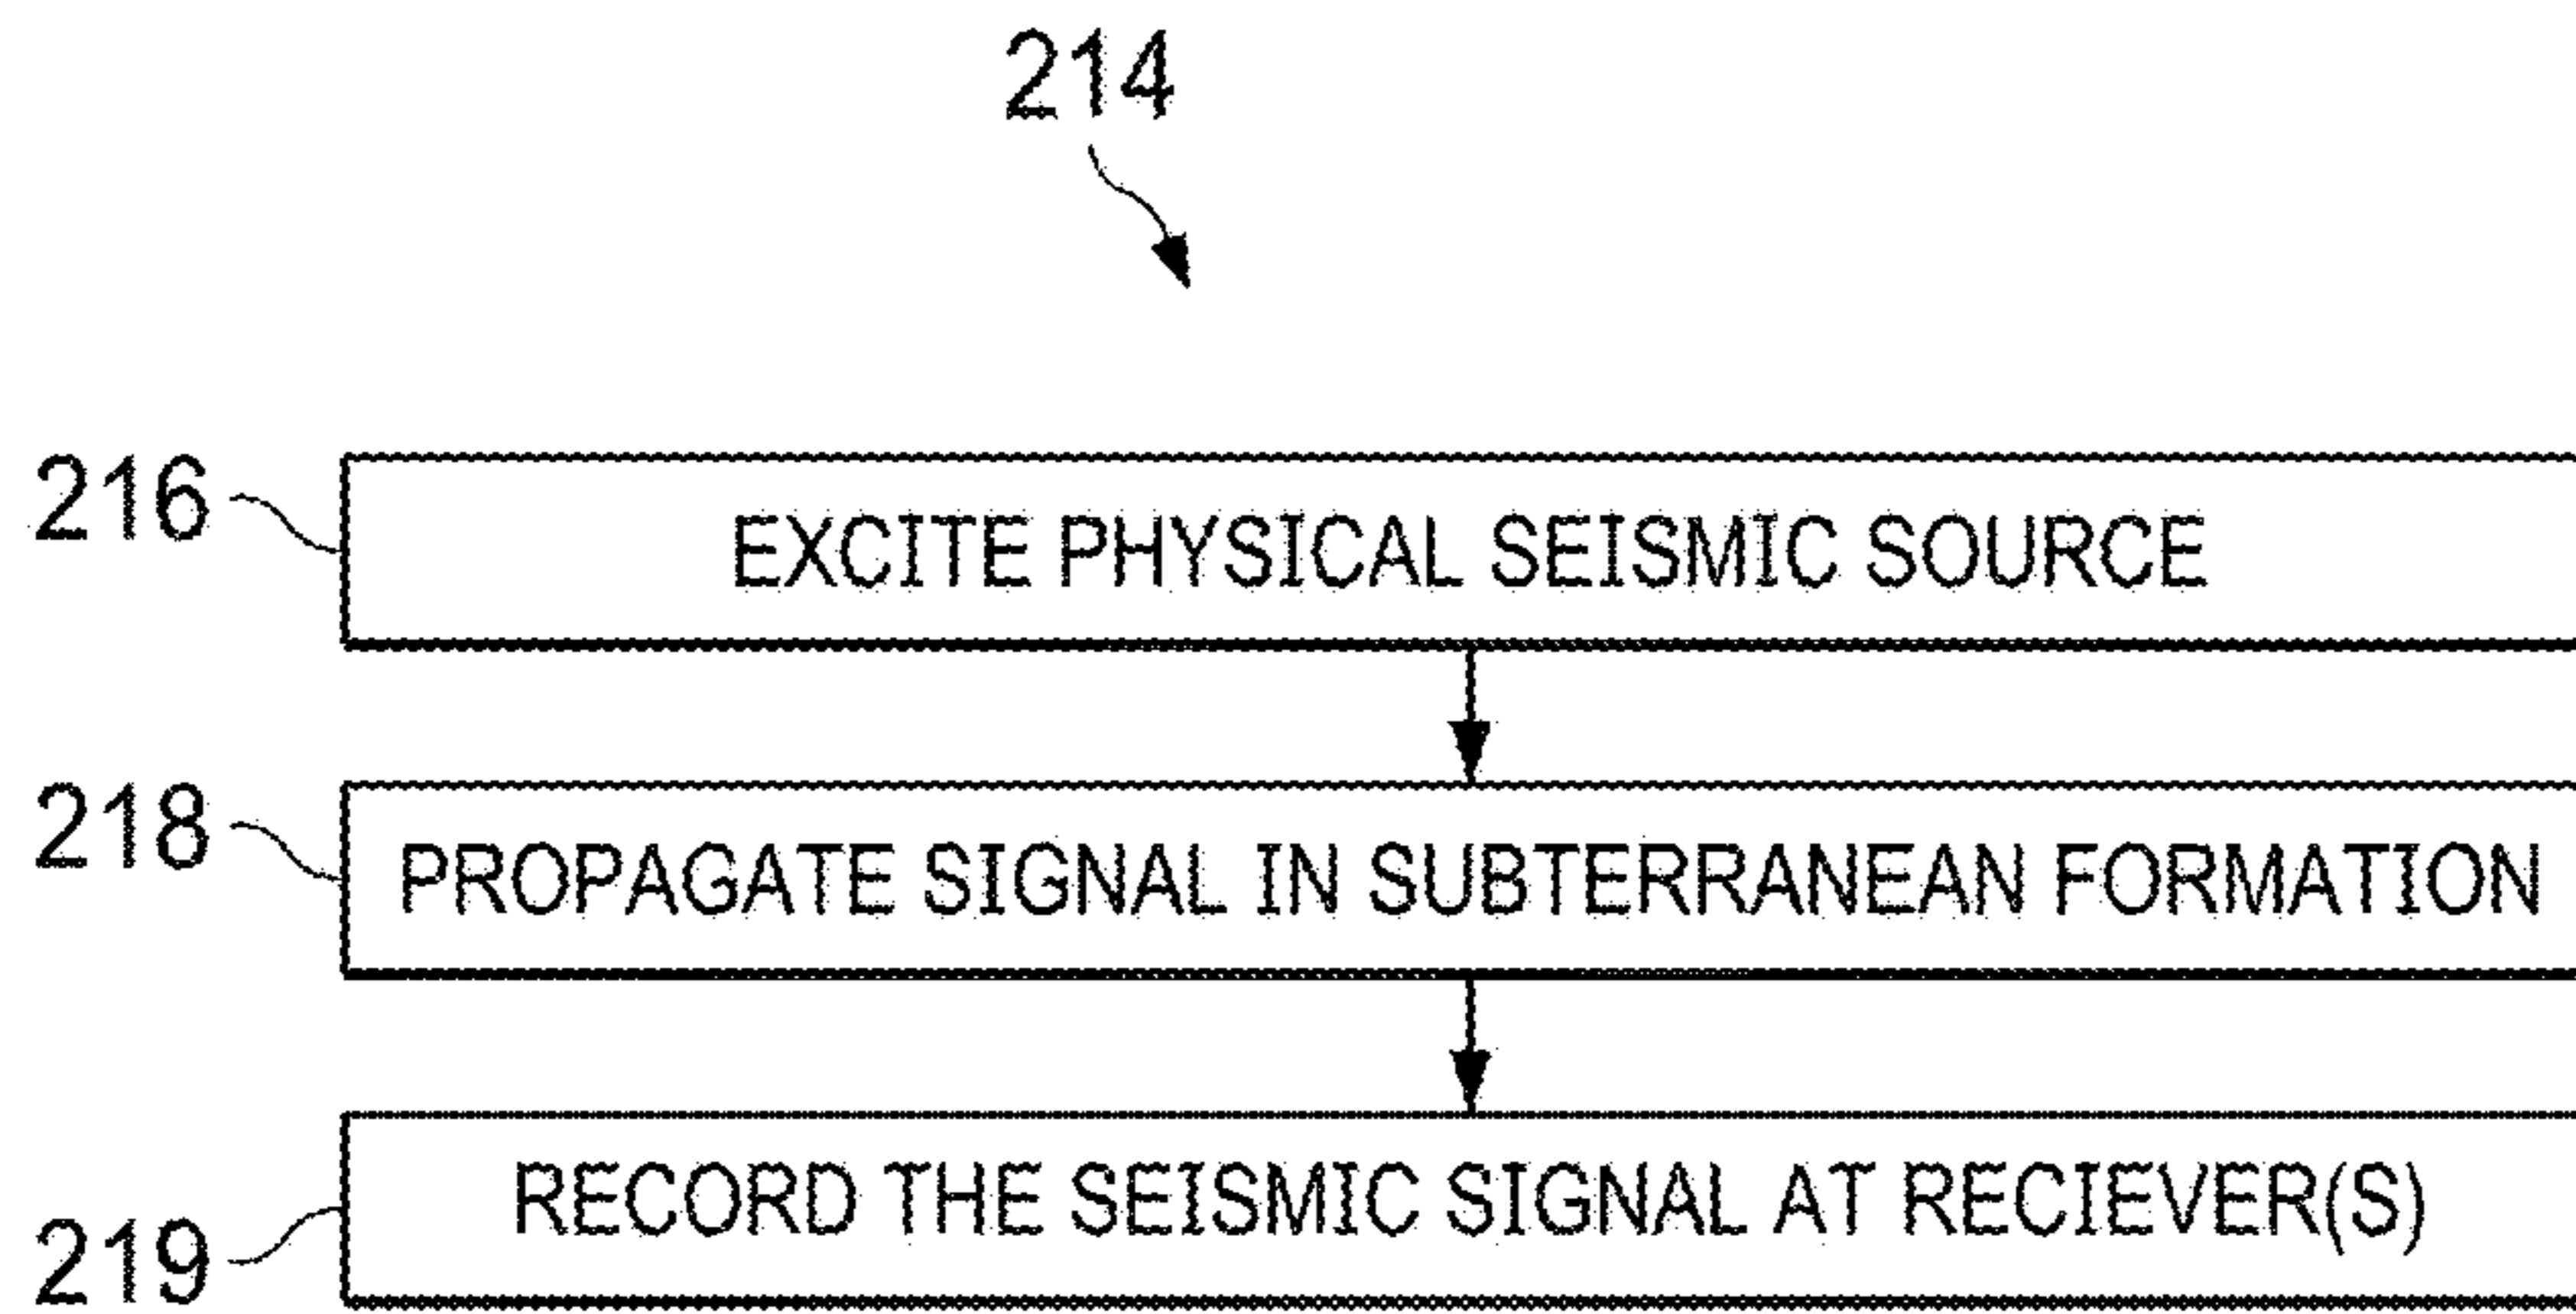 214
216
EXCITE PHYSICAL SEISMIC SOURCE
218
PROPAGATE SIGNAL IN SUBTERRANEAN FORMATION
RECORD THE SEISMIC SIGNAL AT RECIEVER(S)
219